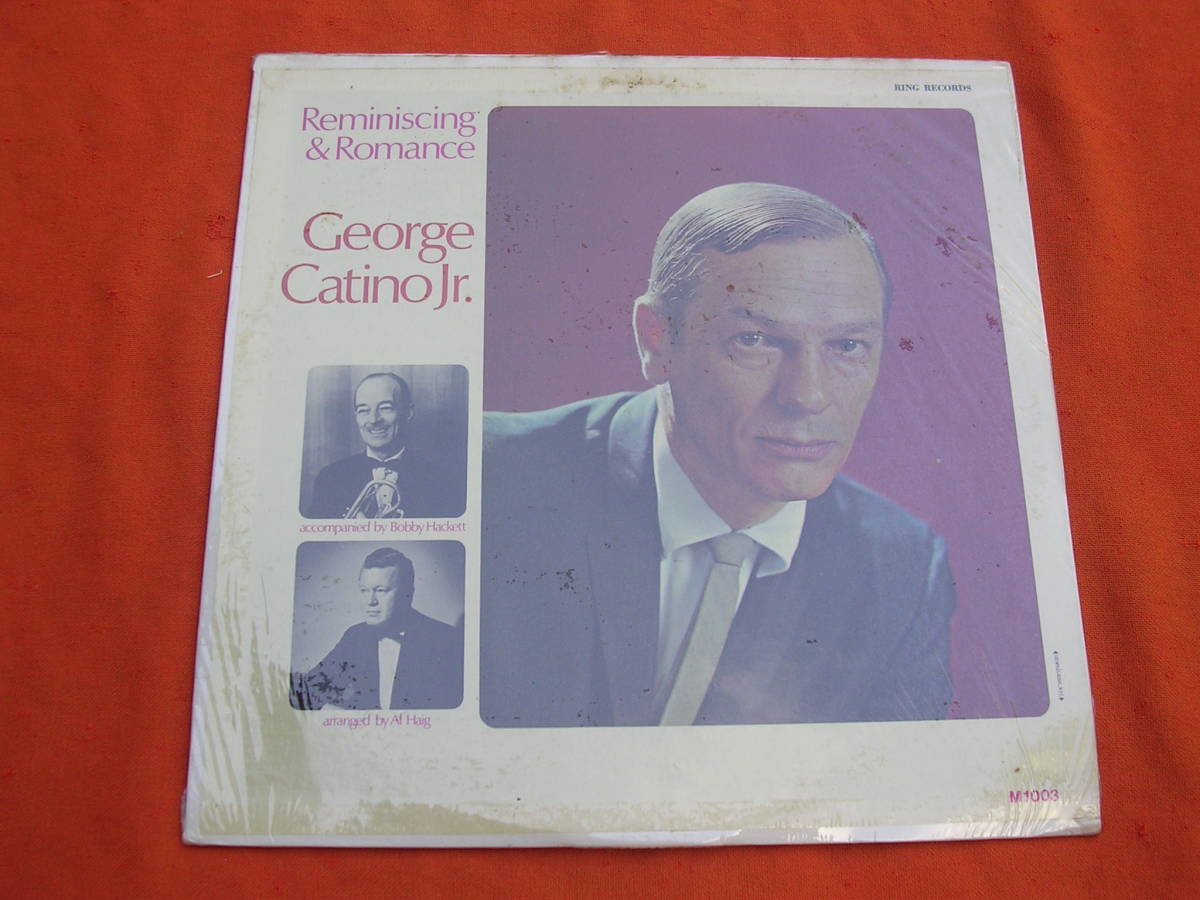 RING RECORDS
Reminiscing
& Romance
George
Catino Jr.
accompanied by Bobby Hackett
arranged by Al Haig
M1003